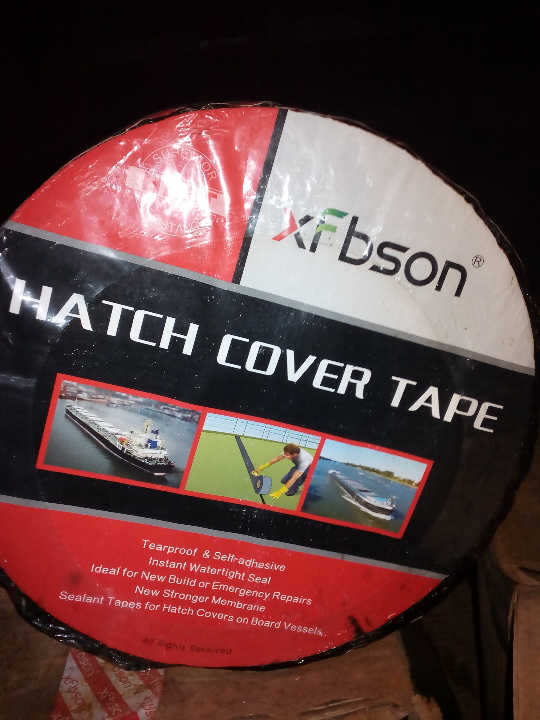 xFbson®
HATCH COVER TAPE
Tearproof & Self-adhesive
Instant Watertight Seal
Ideal for New Build or Emergency Repairs
New Stronger Membrane
Sealant Tapes for Hatch Covers on Board Vessels.
All Rights Reserved
xFbson